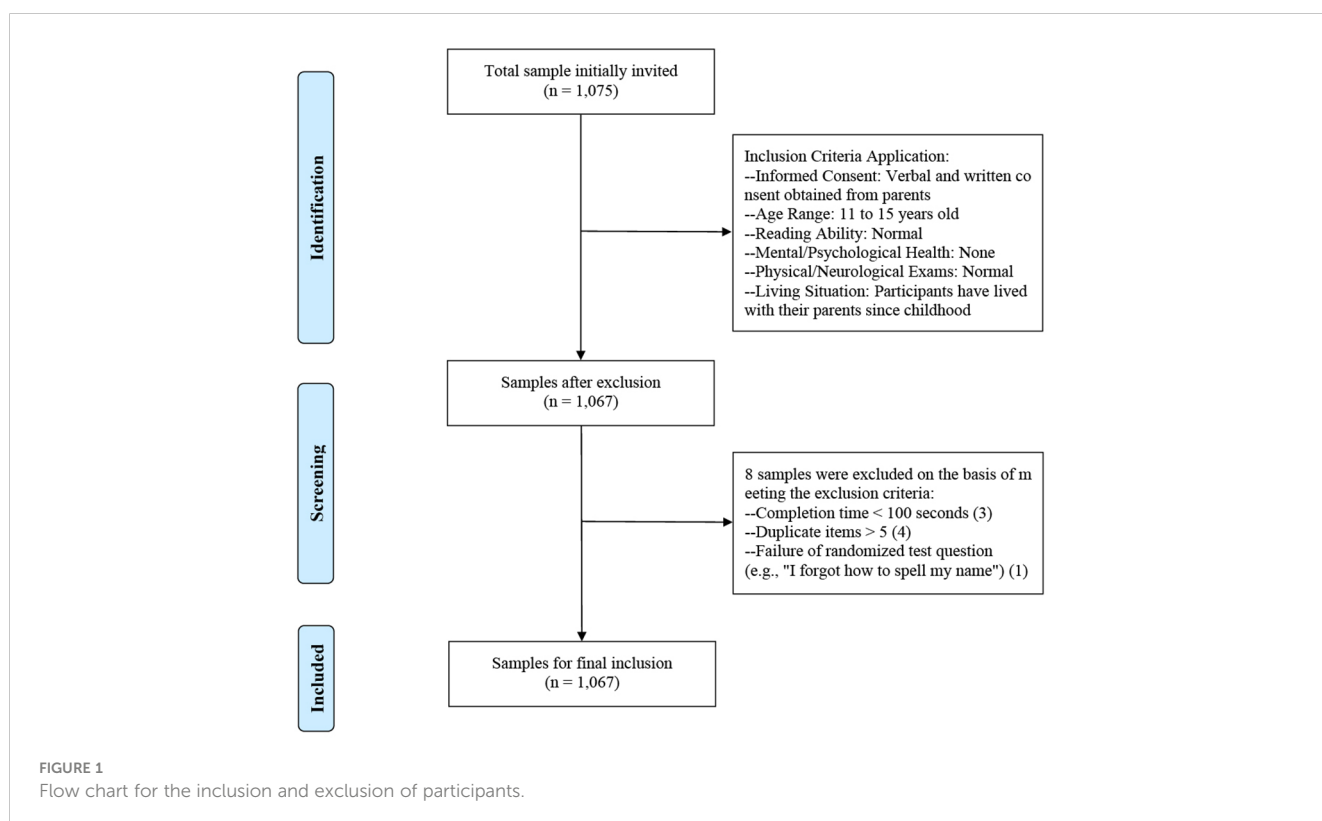 Identification
Total sample initially invited
(n = 1,075)
Inclusion Criteria Application:
--Informed Consent: Verbal and written co
nsent obtained from parents
--Age Range: 11 to 15 years old
--Reading Ability: Normal
--Mental/Psychological Health: None
--Physical/Neurological Exams: Normal
--Living Situation: Participants have lived
with their parents since childhood
Screening
Samples after exclusion
(n = 1,067)
8 samples were excluded on the basis of m
eeting the exclusion criteria:
--Completion time < 100 seconds (3)
--Duplicate items > 5 (4)
--Failure of randomized test question
(e.g., "I forgot how to spell my name") (1)
Included
Samples for final inclusion
(n = 1,067)
FIGURE 1
Flow chart for the inclusion and exclusion of participants.